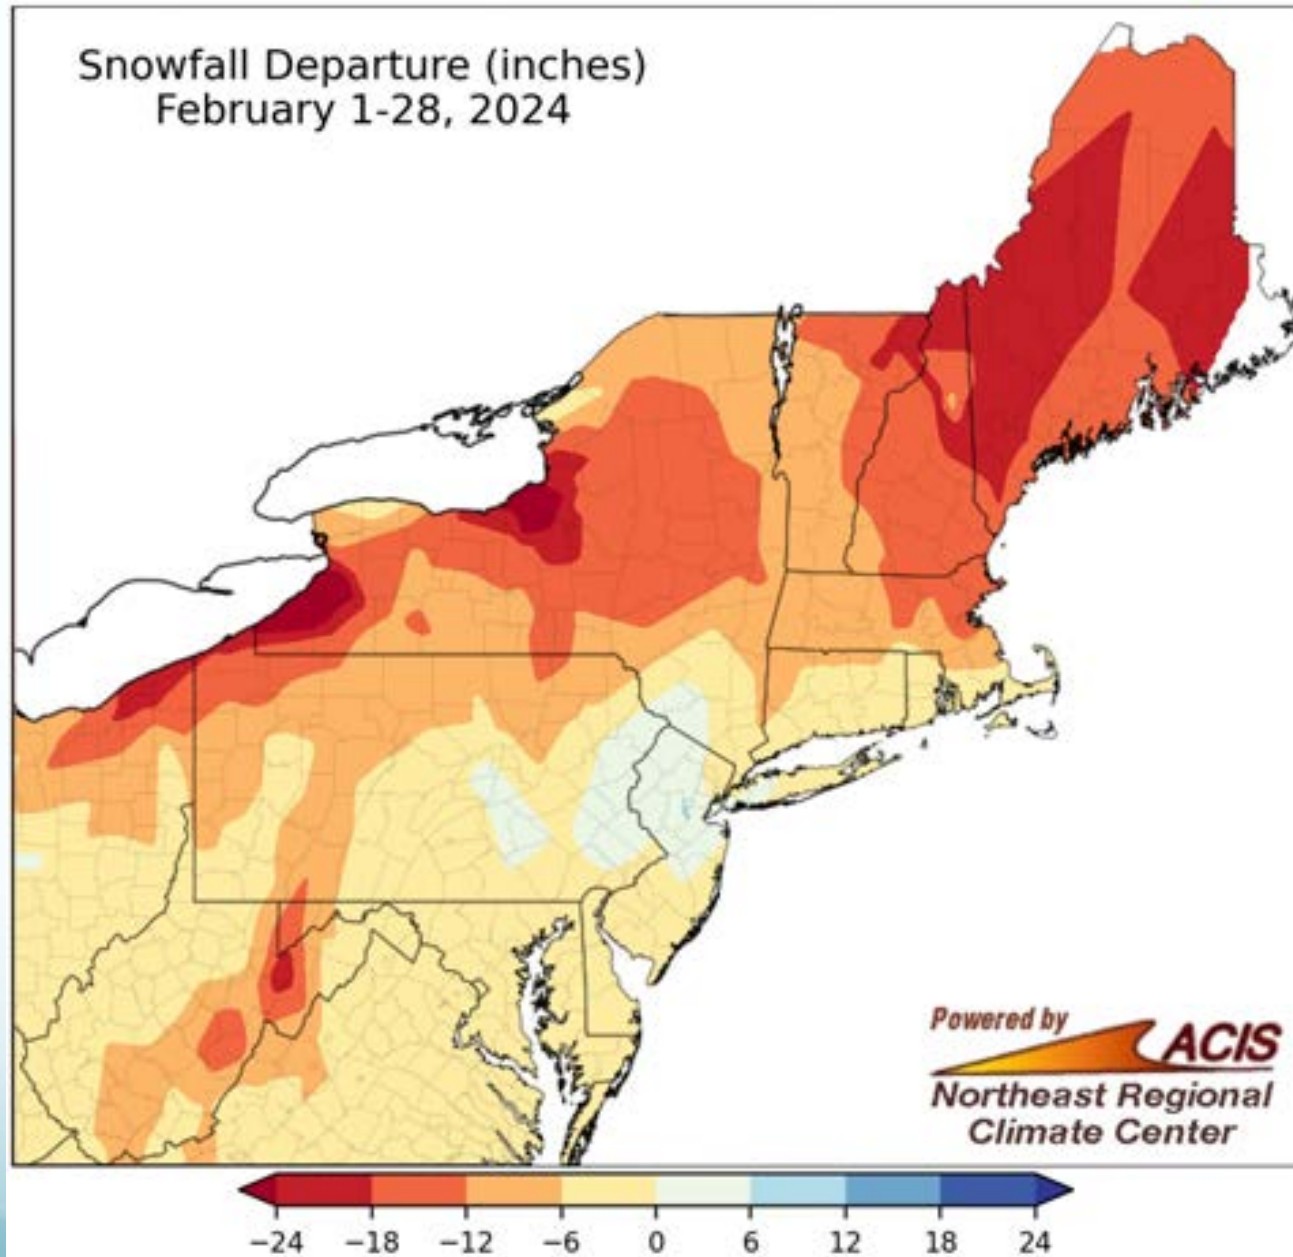 Snowfall Departure (inches)
February 1-28, 2024
Powered by
ACIS
Northeast Regional
Climate Center
−24 −18 −12 −6 0 6 12 18 24